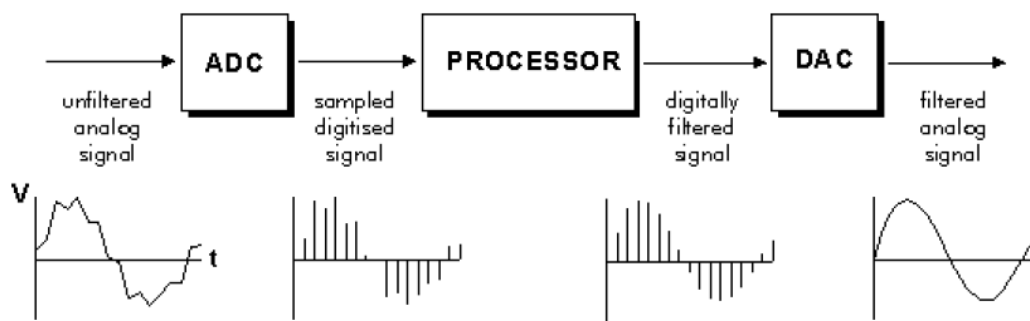 ADC
PROCESSOR
DAC
unfiltered
analog
signal
sampled
digitised
signal
digitally
filtered
signal
filtered
analog
signal
V
t